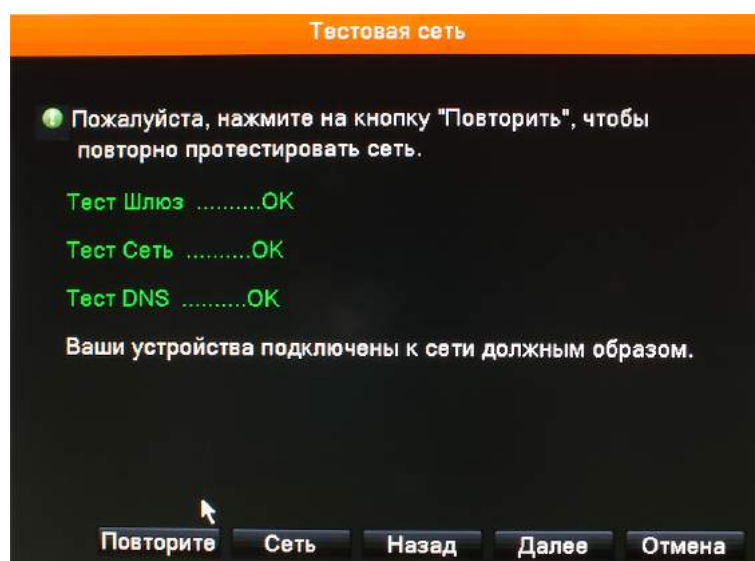 Тестовая сеть
Пожалуйста, нажмите на кнопку "Повторить", чтобы
повторно протестировать сеть.
Тест Шлюз ..........OK
Тест Сеть ..........OK
Тест DNS ..........OK
Ваши устройства подключены к сети должным образом.
Повторите Сеть Назад Далее Отмена